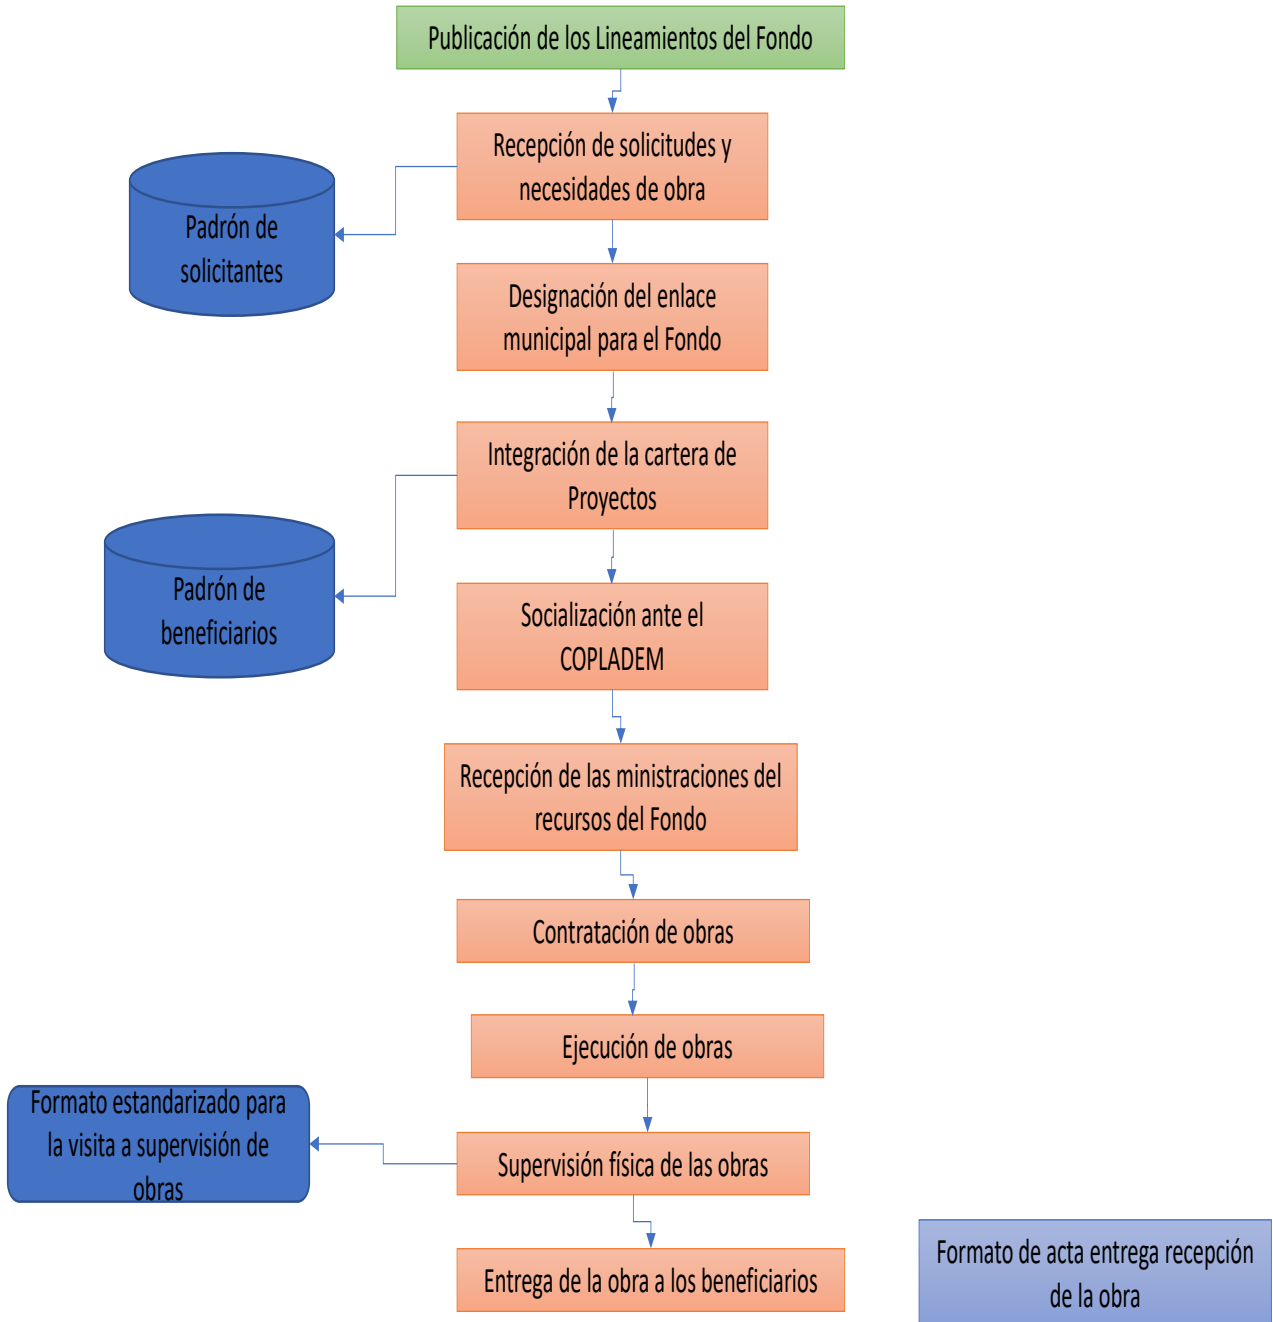 Publicación de los Lineamientos del Fondo
Recepción de solicitudes y
necesidades de obra
Padrón de
solicitantes
Designación del enlace
municipal para el Fondo
Integración de la cartera de
Proyectos
Padrón de
beneficiarios
Socialización ante el
COPLADEM
Recepción de las ministraciones del
recursos del Fondo
Contratación de obras
Ejecución de obras
Formato estandarizado para
la visita a supervisión de
obras
Supervisión física de las obras
Entrega de la obra a los beneficiarios
Formato de acta entrega recepción
de la obra